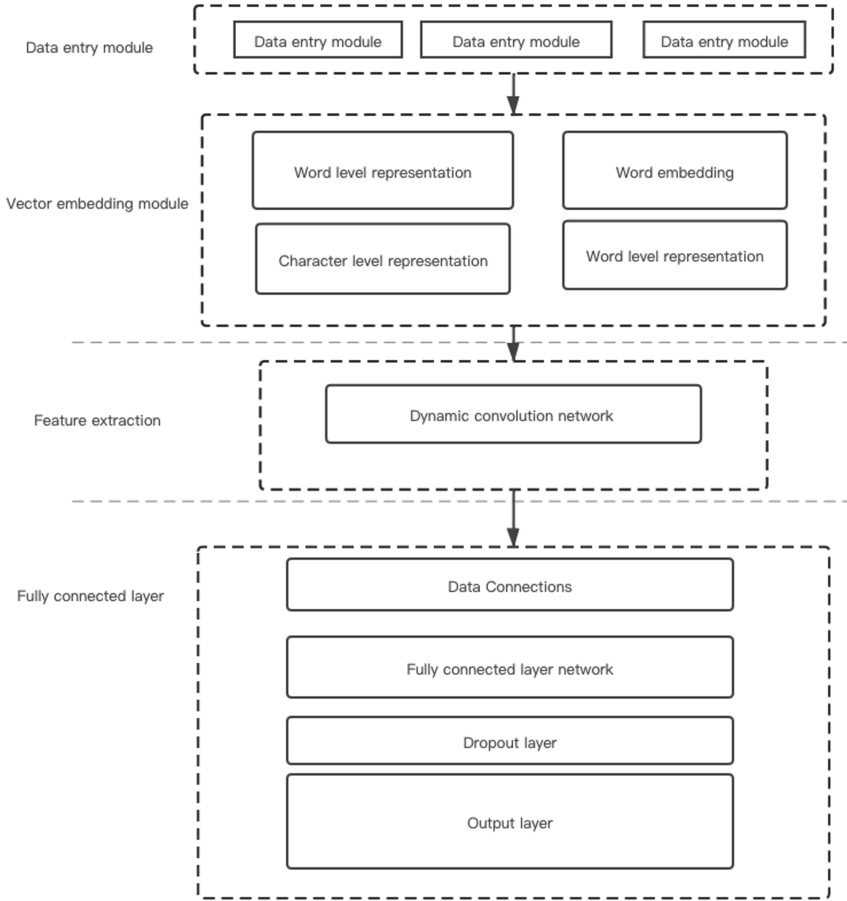 Data entry module
Data entry module
Data entry module
Data entry module
Vector embedding module
Word level representation
Word embedding
Character level representation
Word level representation
Feature extraction
Dynamic convolution network
Fully connected layer
Data Connections
Fully connected layer network
Dropout layer
Output layer